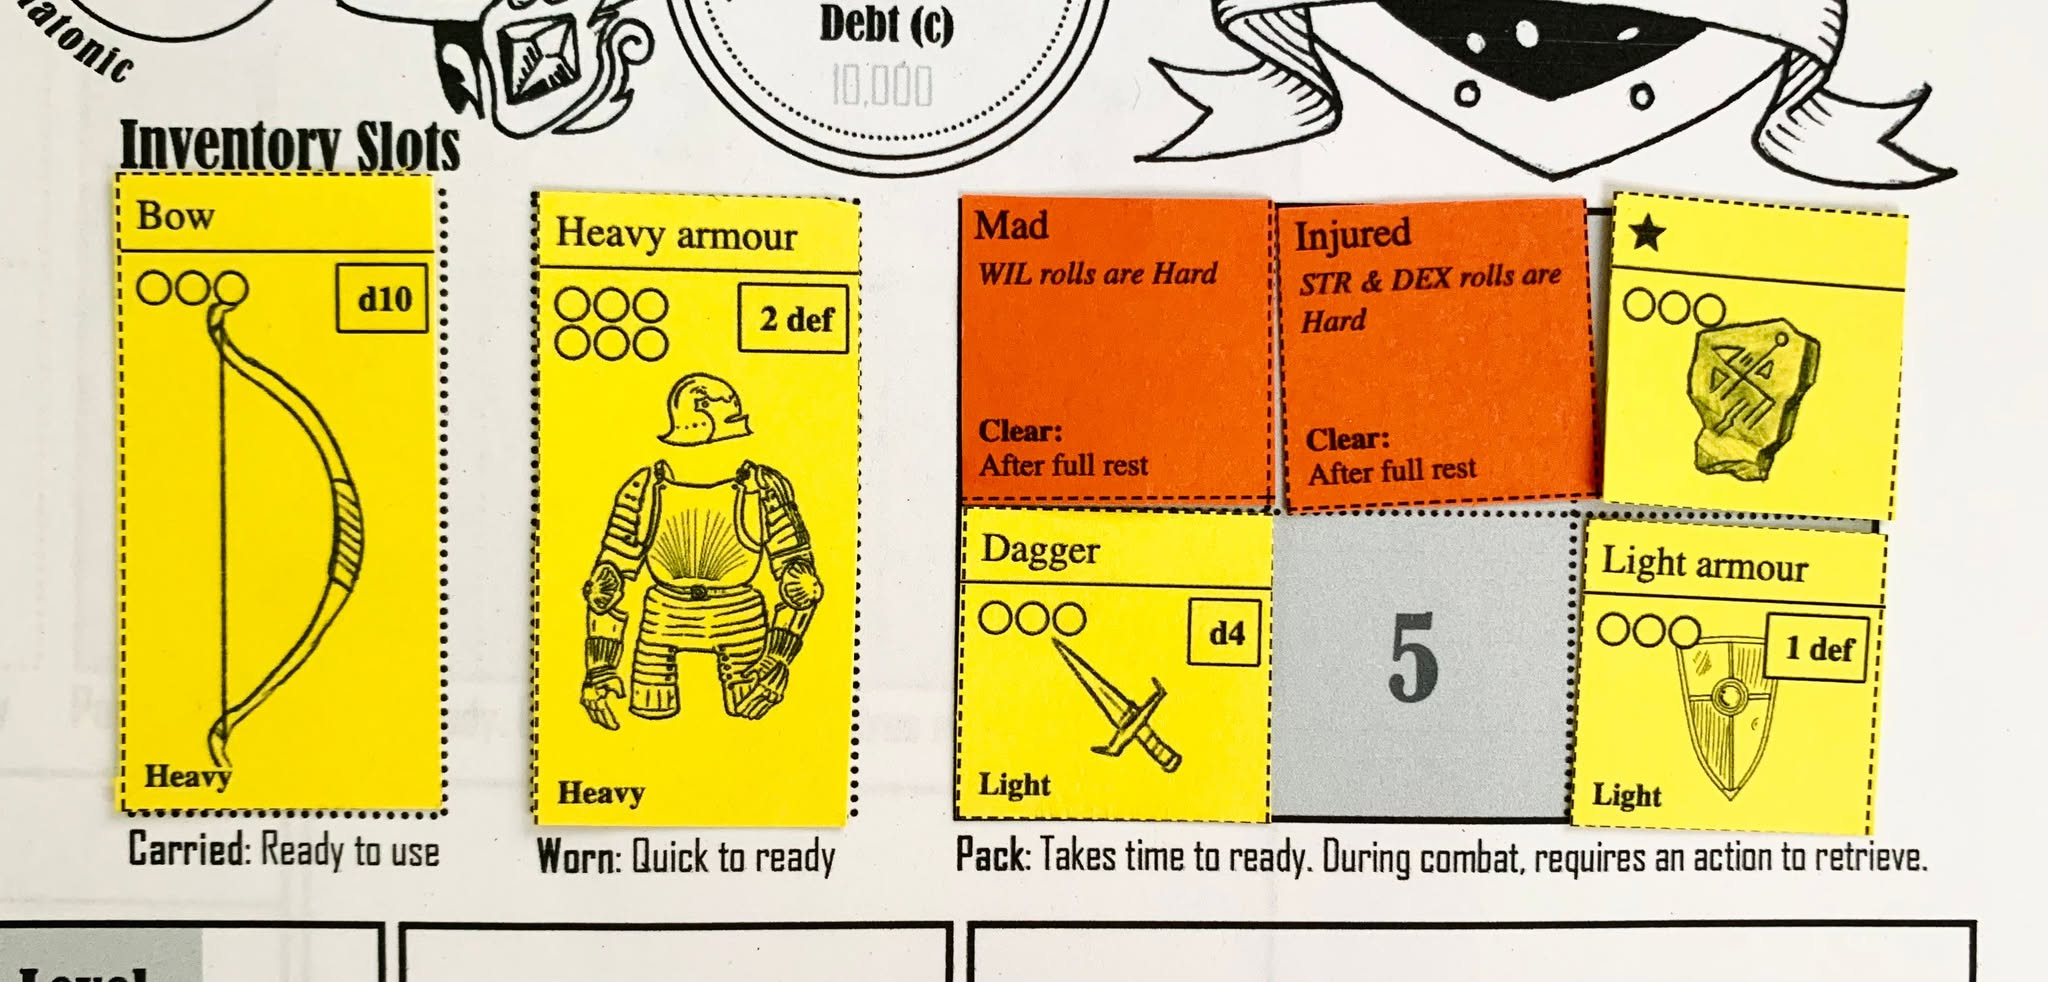 Debt (c)
10,000
Inventory Slots
Bow
d10
Heavy
Carried: Ready to use
Heavy armour
2 def
Heavy
Worn: Quick to ready
Mad
WIL rolls are Hard
Clear:
After full rest
Injured
STR & DEX rolls are
Hard
Clear:
After full rest
★
Dagger
d4
Light
5
Light armour
1 def
Light
Pack: Takes time to ready. During combat, requires an action to retrieve.
Level